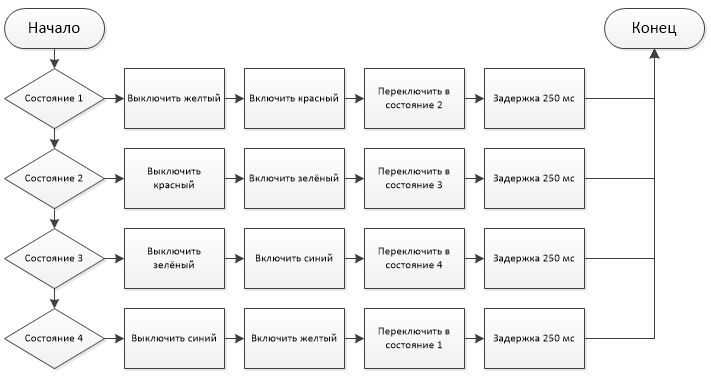 Начало
Конец
Состояние 1
Выключить желтый
Включить красный
Переключить в
состояние 2
Задержка 250 мс
Состояние 2
Выключить
красный
Включить зелёный
Переключить в
состояние 3
Задержка 250 мс
Состояние 3
Выключить
зелёный
Включить синий
Переключить в
состояние 4
Задержка 250 мс
Состояние 4
Выключить синий
Включить желтый
Переключить в
состояние 1
Задержка 250 мс